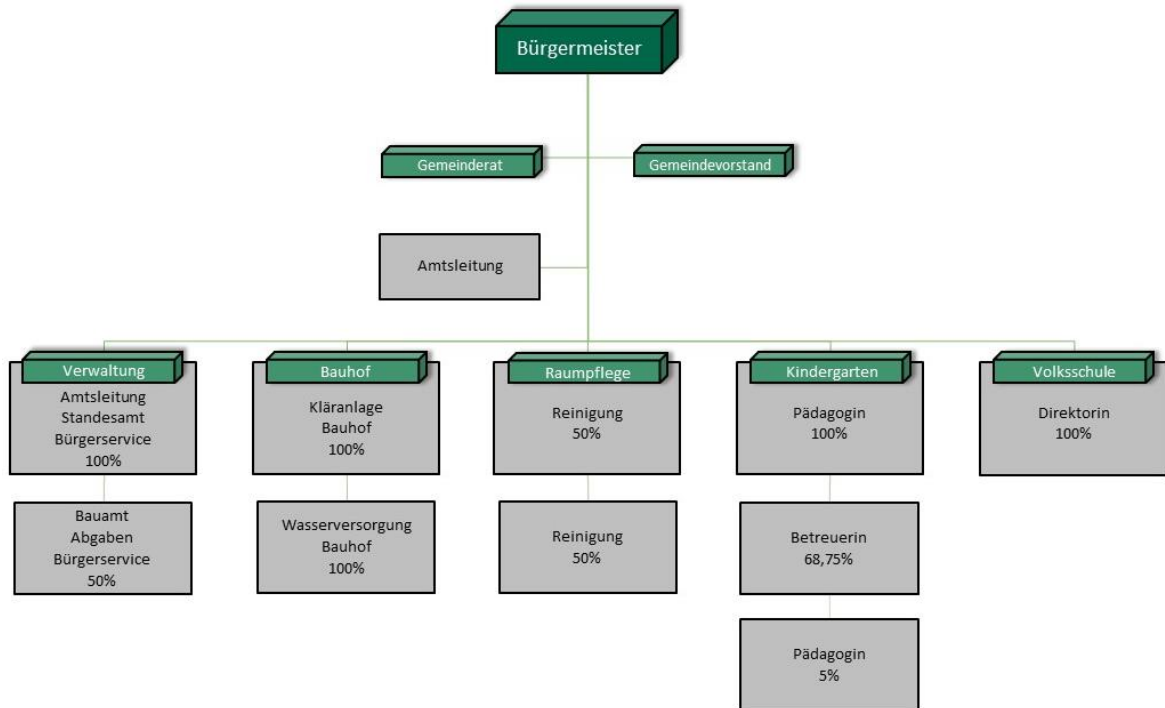 Bürgermeister
Gemeinderat
Gemeindevorstand
Amtsleitung
Verwaltung
Amtsleitung
Standesamt
Bürgerservice
100%
Bauamt
Abgaben
Bürgerservice
50%
Bauhof
Kläranlage
Bauhof
100%
Wasserversorgung
Bauhof
100%
Raumpflege
Reinigung
50%
Reinigung
50%
Kindergarten
Pädagogin
100%
Betreuerin
68,75%
Pädagogin
5%
Volksschule
Direktorin
100%